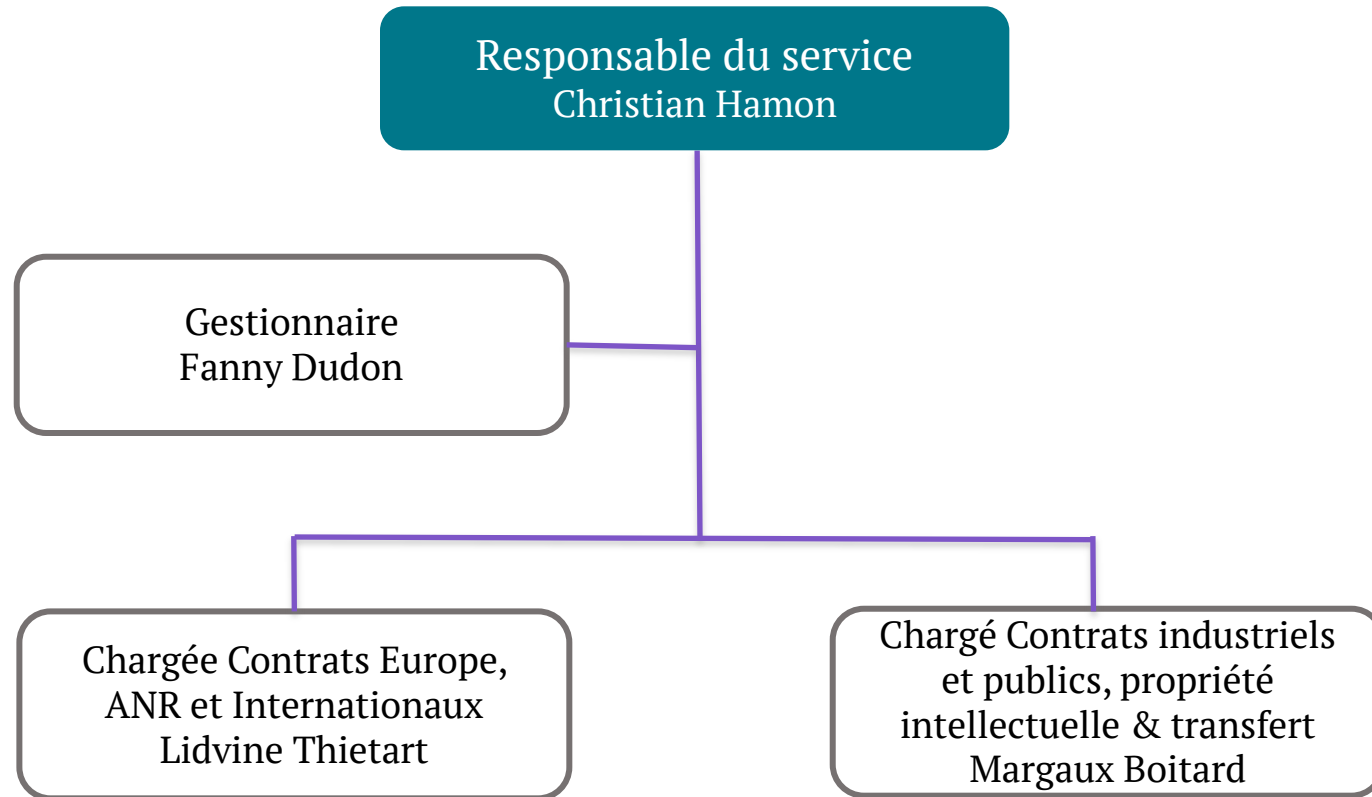 Responsable du service
Christian Hamon
Gestionnaire
Fanny Dudon
Chargée Contrats Europe,
ANR et Internationaux
Lidvine Thietart
Chargé Contrats industriels
et publics, propriété
intellectuelle & transfert
Margaux Boitard